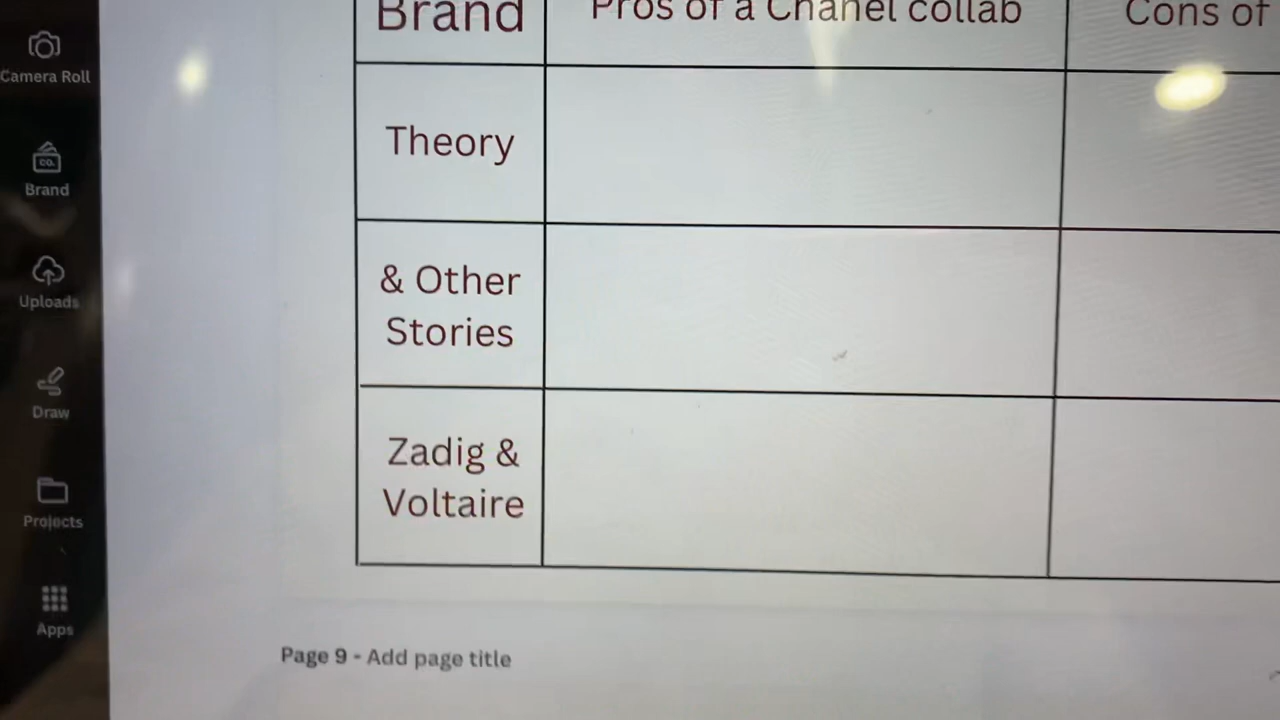 Brand
Pros of a Chanel collab
Cons of
Camera Roll
Theory
CO.
Brand
& Other
Stories
Uploads
Draw
Zadig &
Voltaire
Projects
Apps
Page 9 - Add page title